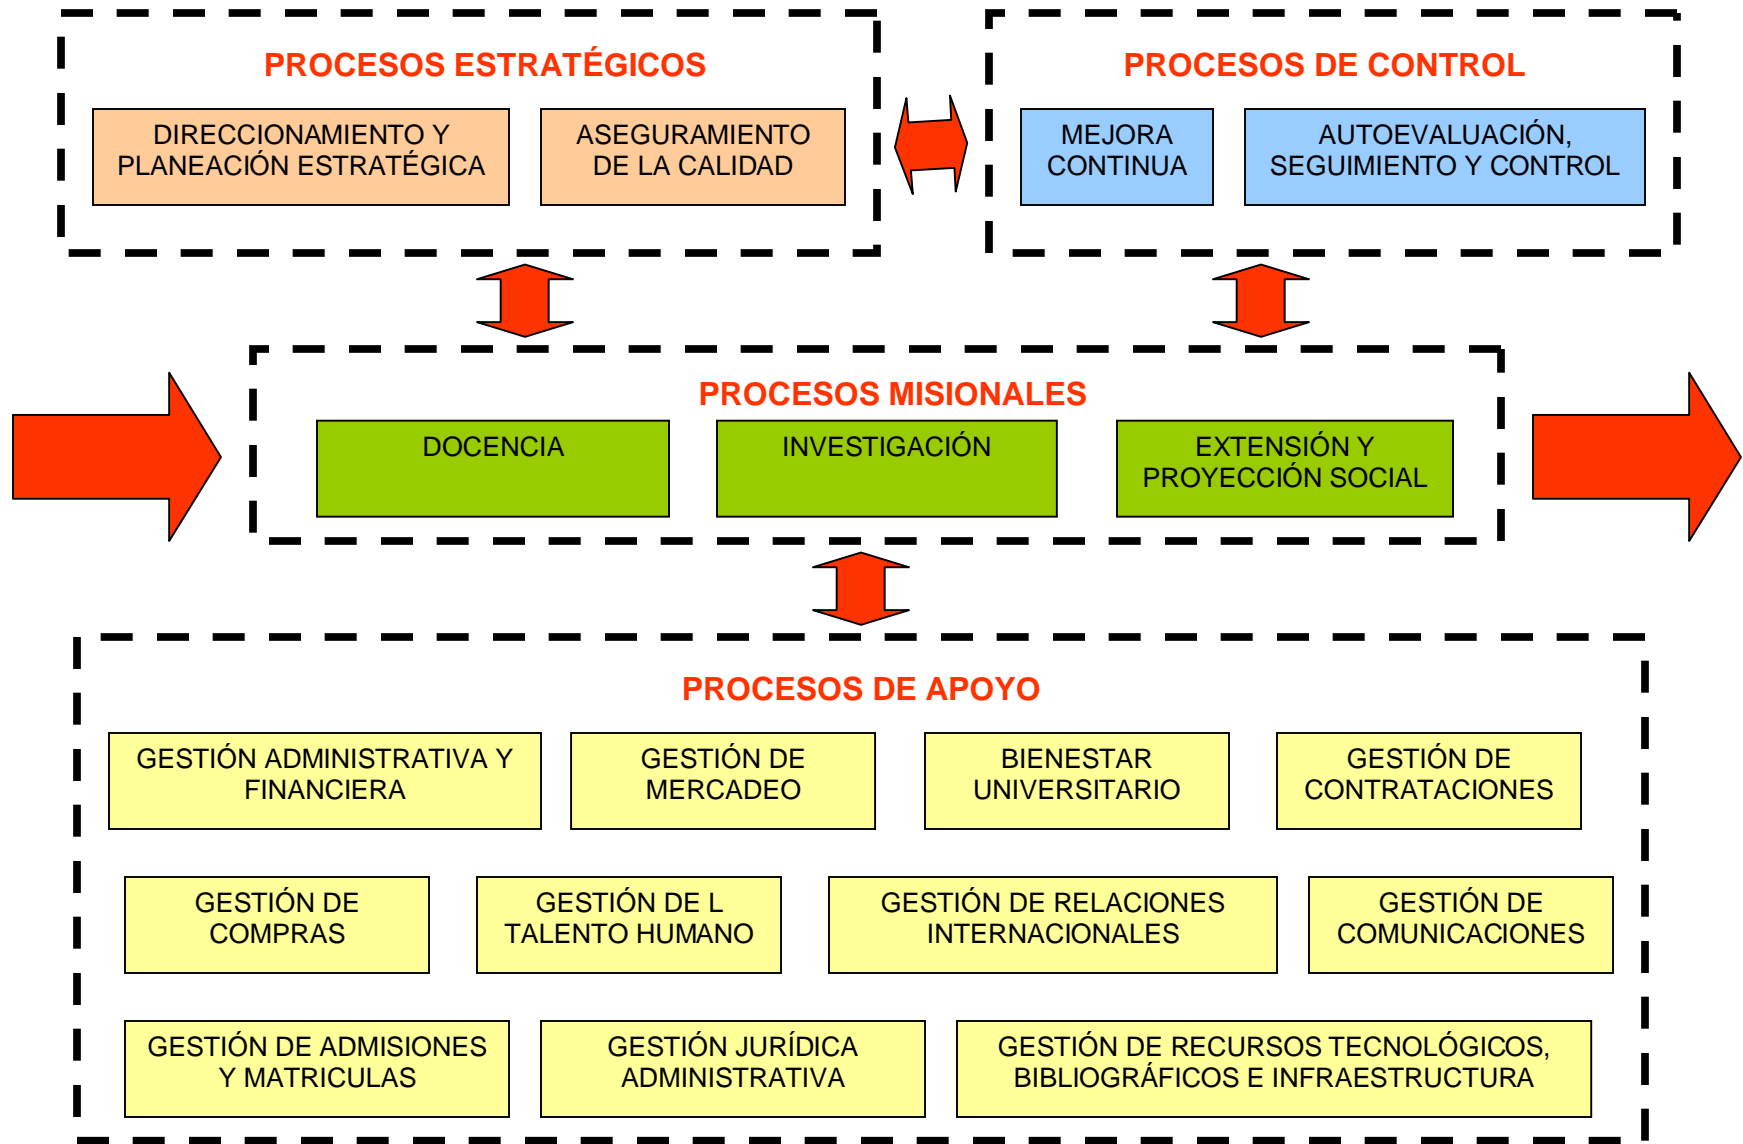 PROCESOS ESTRATÉGICOS
DIRECCIONAMIENTO Y
PLANEACIÓN ESTRATÉGICA
ASEGURAMIENTO
DE LA CALIDAD
PROCESOS DE CONTROL
MEJORA
CONTINUA
AUTOEVALUACIÓN,
SEGUIMIENTO Y CONTROL
PROCESOS MISIONALES
DOCENCIA
INVESTIGACIÓN
EXTENSIÓN Y
PROYECCIÓN SOCIAL
PROCESOS DE APOYO
GESTIÓN ADMINISTRATIVA Y
FINANCIERA
GESTIÓN DE
MERCADEO
BIENESTAR
UNIVERSITARIO
GESTIÓN DE
CONTRATACIONES
GESTIÓN DE
COMPRAS
GESTIÓN DE L
TALENTO HUMANO
GESTIÓN DE RELACIONES
INTERNACIONALES
GESTIÓN DE
COMUNICACIONES
GESTIÓN DE ADMISIONES
Y MATRICULAS
GESTIÓN JURÍDICA
ADMINISTRATIVA
GESTIÓN DE RECURSOS TECNOLÓGICOS,
BIBLIOGRÁFICOS E INFRAESTRUCTURA